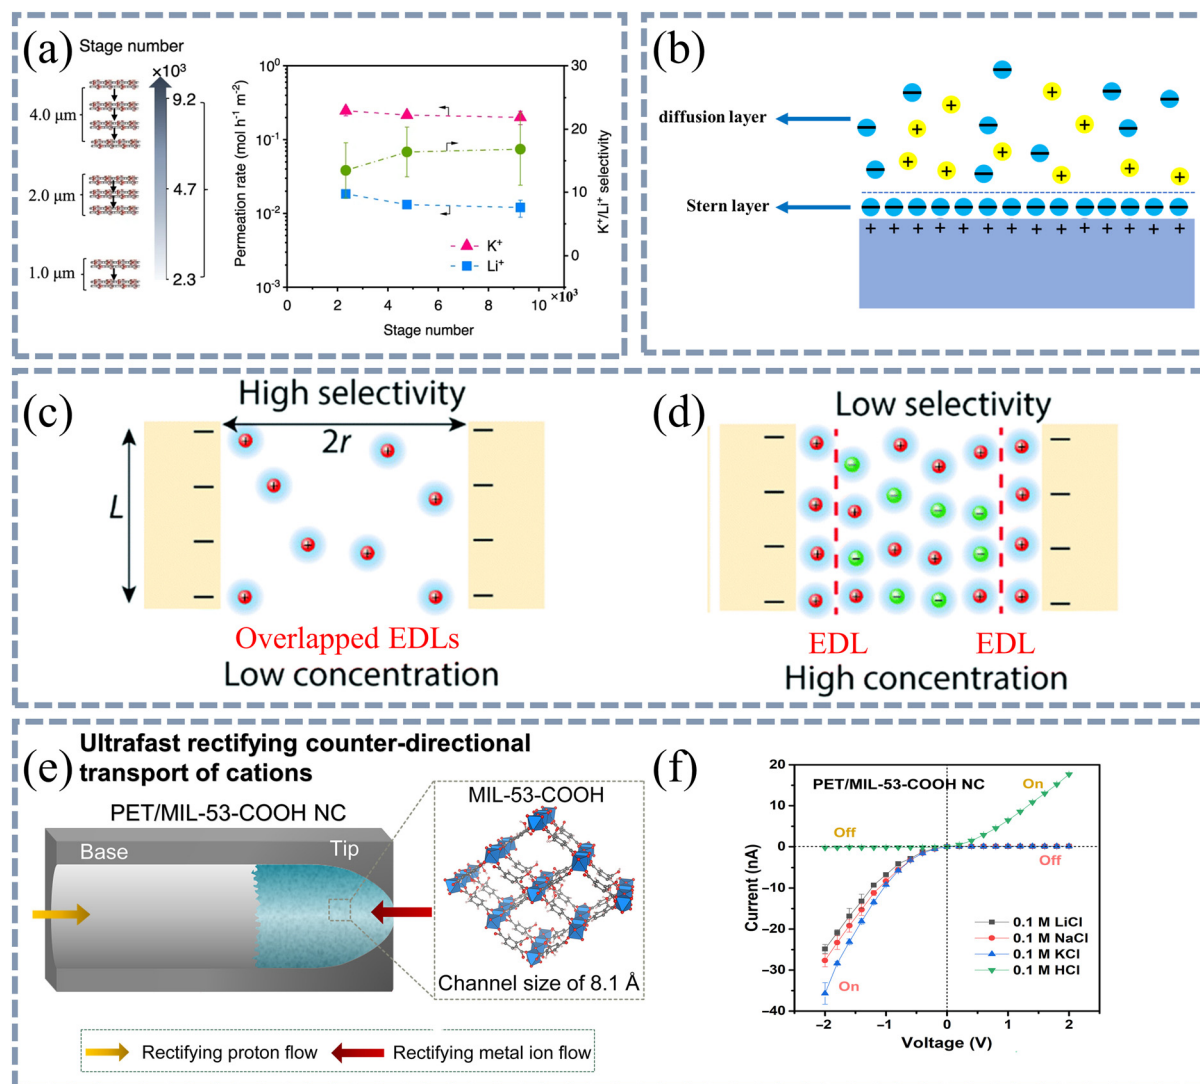 (a)
Stage number
×10³
4.0 μm
2.0 μm
1.0 μm
9.2
4.7
2.3
Permeation rate (mol h⁻¹ m⁻²)
10⁰
10⁻¹
10⁻²
10⁻³
K⁺
Li⁺
30
20
10
0
K⁺/Li⁺ selectivity
0 2 4 6 8 10 ×10³
Stage number
(b)
diffusion layer
Stern layer
(c)
High selectivity
2r
L
Overlapped EDLs
Low concentration
(d)
Low selectivity
EDL EDL
High concentration
(e)
Ultrafast rectifying counter-directional
transport of cations
PET/MIL-53-COOH NC
Base
Tip
MIL-53-COOH
Channel size of 8.1 Å
Rectifying proton flow
Rectifying metal ion flow
(f)
PET/MIL-53-COOH NC
On
Off
Off
On
0.1 M LiCl
0.1 M NaCl
0.1 M KCl
0.1 M HCl
Current (nA)
20
10
0
−10
−20
−30
−40
−2 −1 0 1 2
Voltage (V)